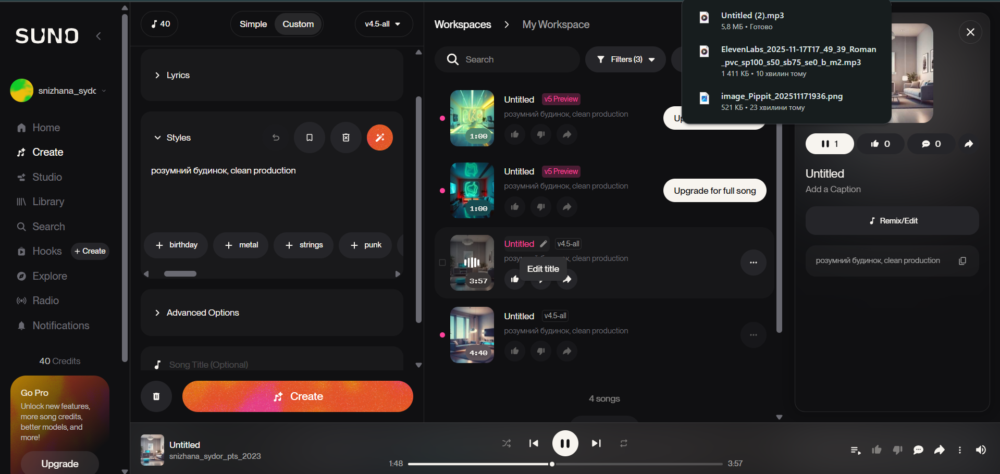 SUNO
snizhana_sydc
Home
Create
Studio
Library
Search
Hooks
+ Create
Explore
Radio
Notifications
40 Credits
Go Pro
Unlock new features,
more song credits,
better models, and
more!
Upgrade
40
Simple
Custom
v4.5-all
Lyrics
Styles
розумний будинок, clean production
+ birthday
+ metal
+ strings
+ punk
Advanced Options
Song Title (Optional)
Create
Workspaces > My Workspace
Search
Filters (3)
Untitled v5 Preview
розумний будинок, clean production
1:00
Up
Untitled v5 Preview
розумний будинок, clean production
1:00
Upgrade for full song
Untitled v4.5-all
розумний будинок, clean production
Edit title
3:57
Untitled v4.5-all
розумний будинок, clean production
4:40
4 songs
Untitled (2).mp3
5,8 МБ • Готово
ElevenLabs_2025-11-17T17_49_39_Roman
_pvc_sp100_s50_sb75_se0_b_m2.mp3
1 411 КБ • 10 хвилин тому
image_Pippit_202511171936.png
521 КБ • 23 хвилини тому
1
0
0
Untitled
Add a Caption
Remix/Edit
розумний будинок, clean production
Untitled
snizhana_sydor_pts_2023
1:48
3:57